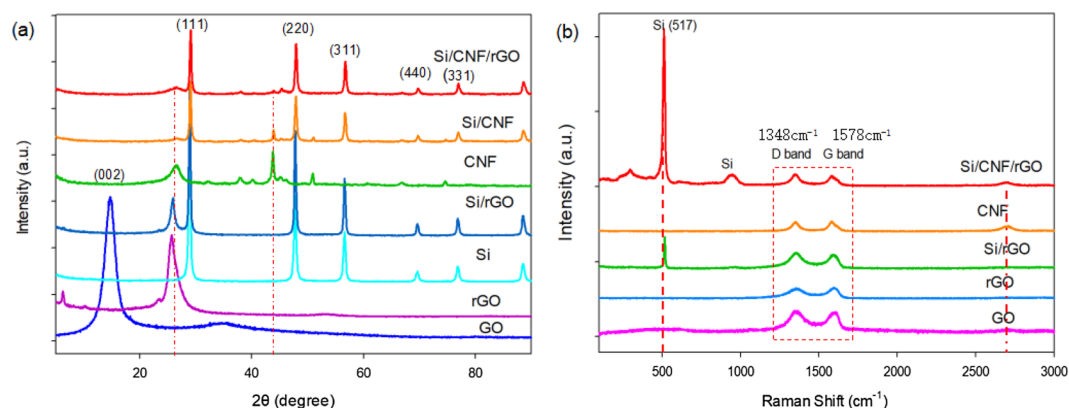 (a)
(111)
(220)
(311)
(440)
(331)
(002)
Si/CNF/rGO
Si/CNF
CNF
Si/rGO
Si
rGO
GO
Intensity (a.u.)
0
20
40
60
80
2θ (degree)
(b)
Si (517)
Si
1348cm⁻¹ 1578cm⁻¹
D band G band
Si/CNF/rGO
CNF
Si/rGO
rGO
GO
Intensity (a.u.)
500
1000
1500
2000
2500
3000
Raman Shift (cm⁻¹)